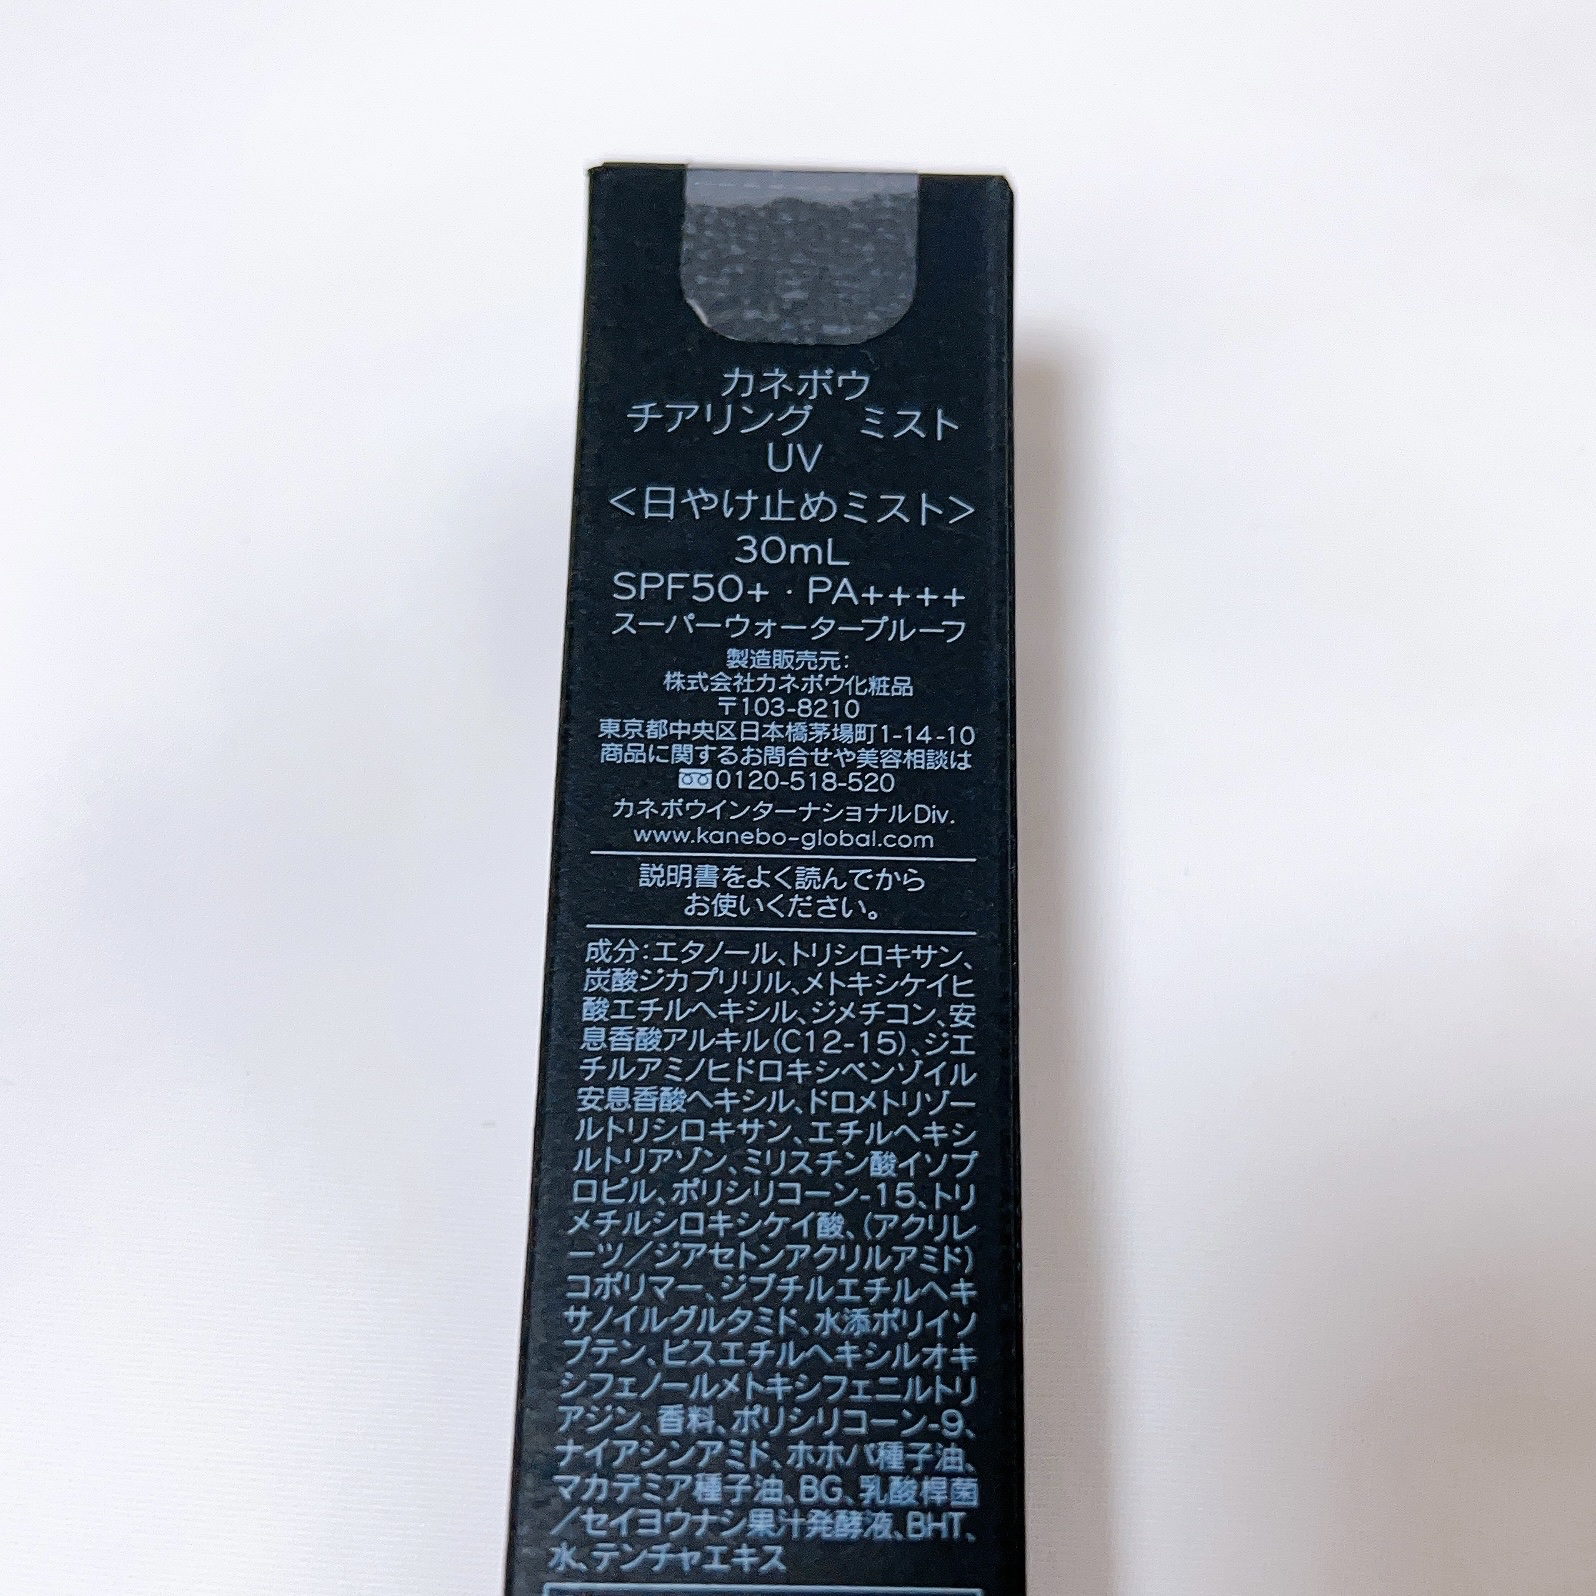 カネボウ
チアリング　ミスト
UV
＜日やけ止めミスト＞
30mL
SPF50+・PA++++
スーパーウォータープルーフ
製造販売元：
株式会社カネボウ化粧品
〒103-8210
東京都中央区日本橋茅場町1-14-10
商品に関するお問合せや美容相談は
0120-518-520
カネボウインターナショナルDiv.
www.kanebo-global.com
説明書をよく読んでから
お使いください。
成分：エタノール、トリシロキサン、
炭酸ジカプリリル、メトキシケイヒ
酸エチルヘキシル、ジメチコン、安
息香酸アルキル(C12-15)、ジエ
チルアミノヒドロキシベンゾイル
安息香酸ヘキシル、ドロメトリゾー
ルトリシロキサン、エチルヘキシ
ルトリアゾン、ミリスチン酸イソプ
ロピル、ポリシリコーン-15、トリ
メチルシロキシケイ酸、(アクリレ
ーツ／ジアセトンアクリルアミド)
コポリマー、ジブチルエチルヘキ
サノイルグルタミド、水添ポリイソ
ブテン、ビスエチルヘキシルオキ
シフェノールメトキシフェニルトリ
アジン、香料、ポリシリコーン-9、
ナイアシンアミド、ホホバ種子油、
マカデミア種子油、BG、乳酸桿菌
／セイヨウナシ果汁発酵液、BHT、
水、テンチャエキス